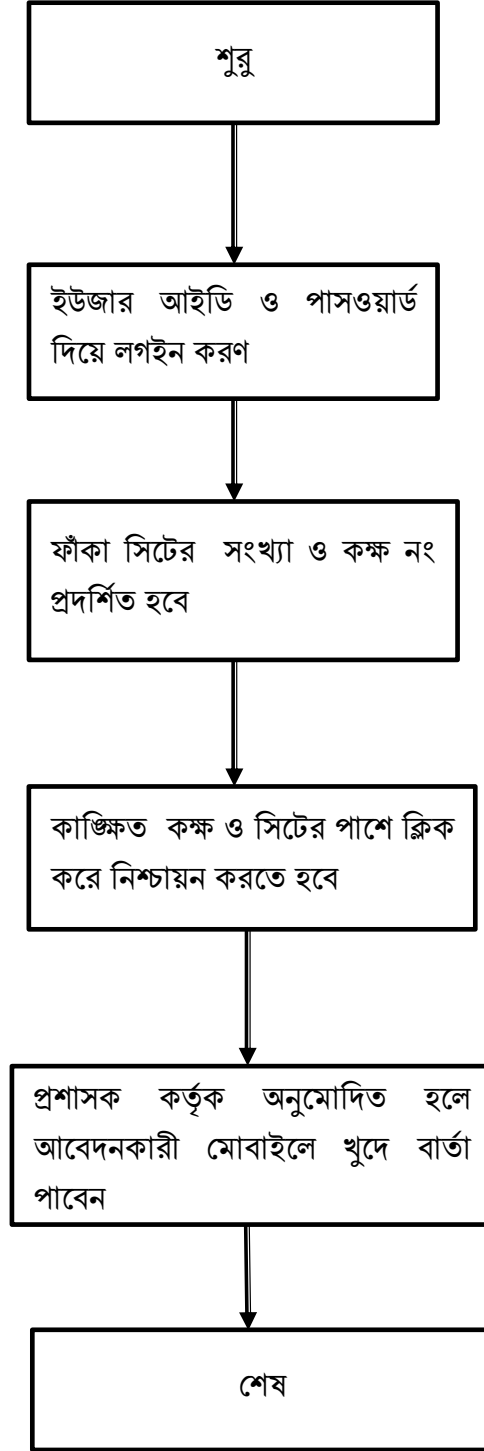 শুরু
ইউজার আইডি ও পাসওয়ার্ড
দিয়ে লগইন করণ
ফাঁকা সিটের সংখ্যা ও কক্ষ নং
প্রদর্শিত হবে
কাঙ্ক্ষিত কক্ষ ও সিটের পাশে ক্লিক
করে নিশ্চায়ন করতে হবে
প্রশাসক কর্তৃক অনুমোদিত হলে
আবেদনকারী মোবাইলে খুদে বার্তা
পাবেন
শেষ